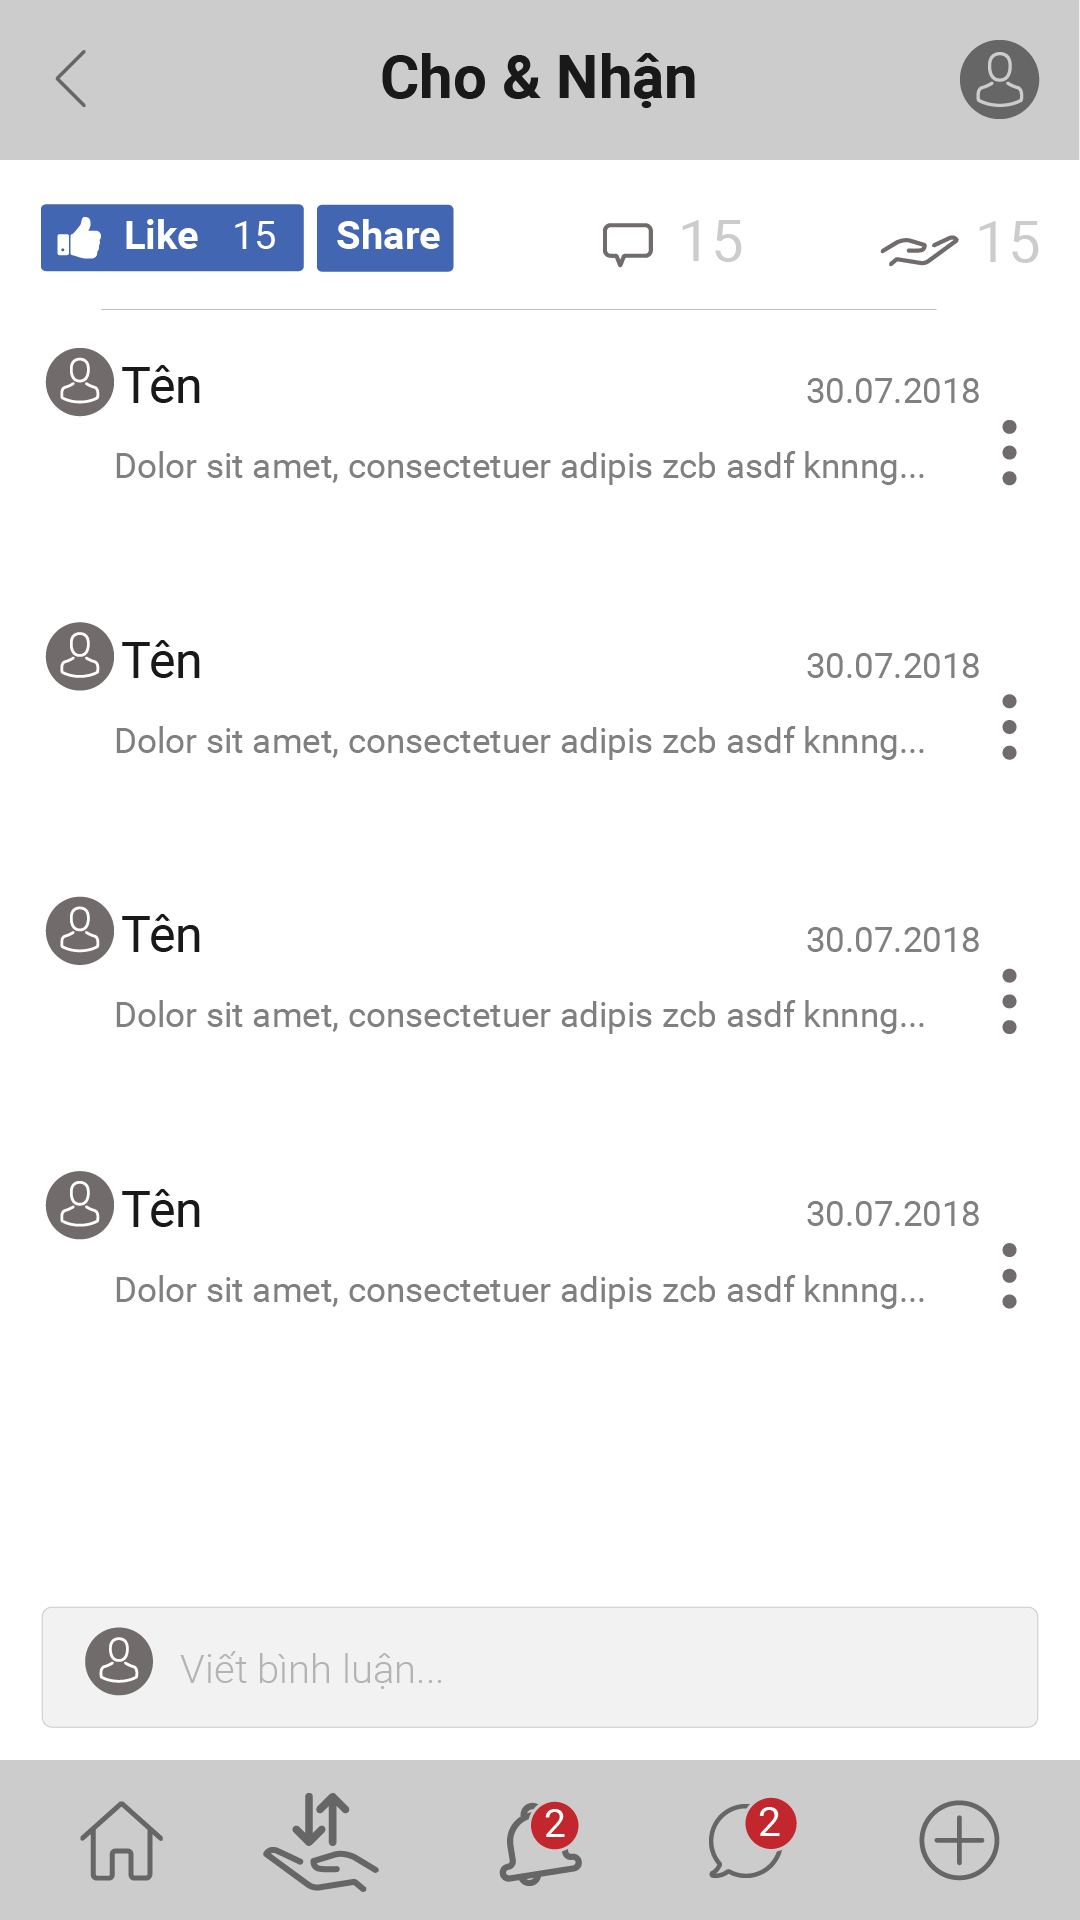 Cho & Nhận
Like 15 Share 15 15
Tên 30.07.2018
Dolor sit amet, consectetuer adipis zcb asdf knnng...
Tên 30.07.2018
Dolor sit amet, consectetuer adipis zcb asdf knnng...
Tên 30.07.2018
Dolor sit amet, consectetuer adipis zcb asdf knnng...
Tên 30.07.2018
Dolor sit amet, consectetuer adipis zcb asdf knnng...
Viết bình luận...
2 2